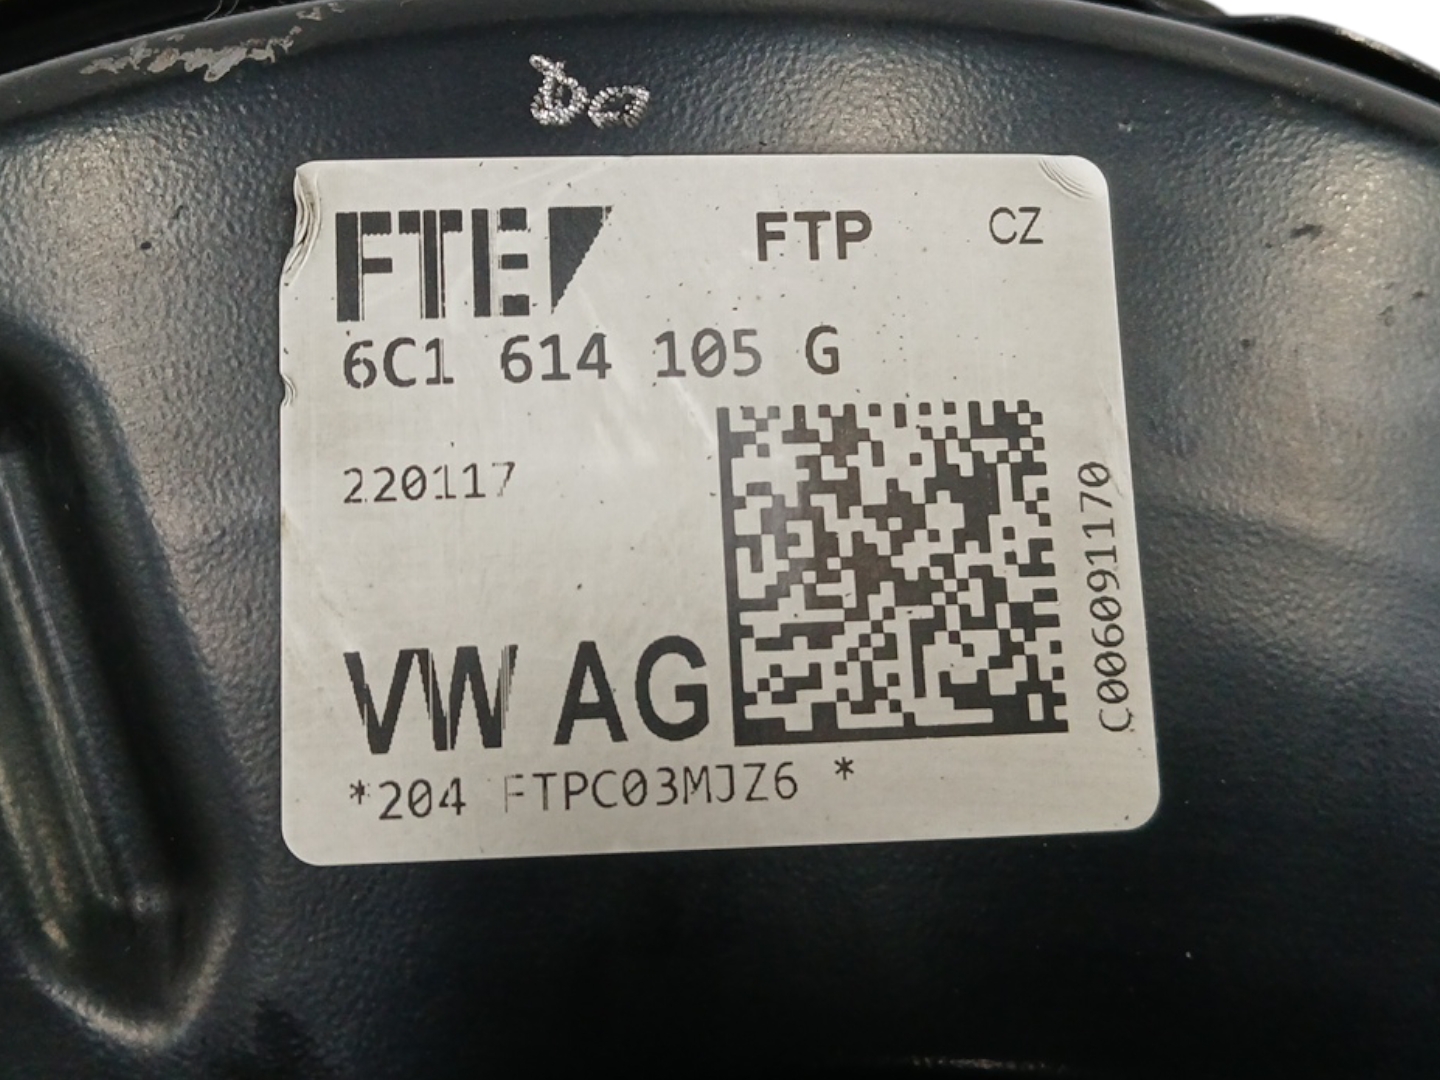 FTE FTP CZ
6C1 614 105 G
220117
C006091170
VW AG
*204 FTPC03MJZ6 *